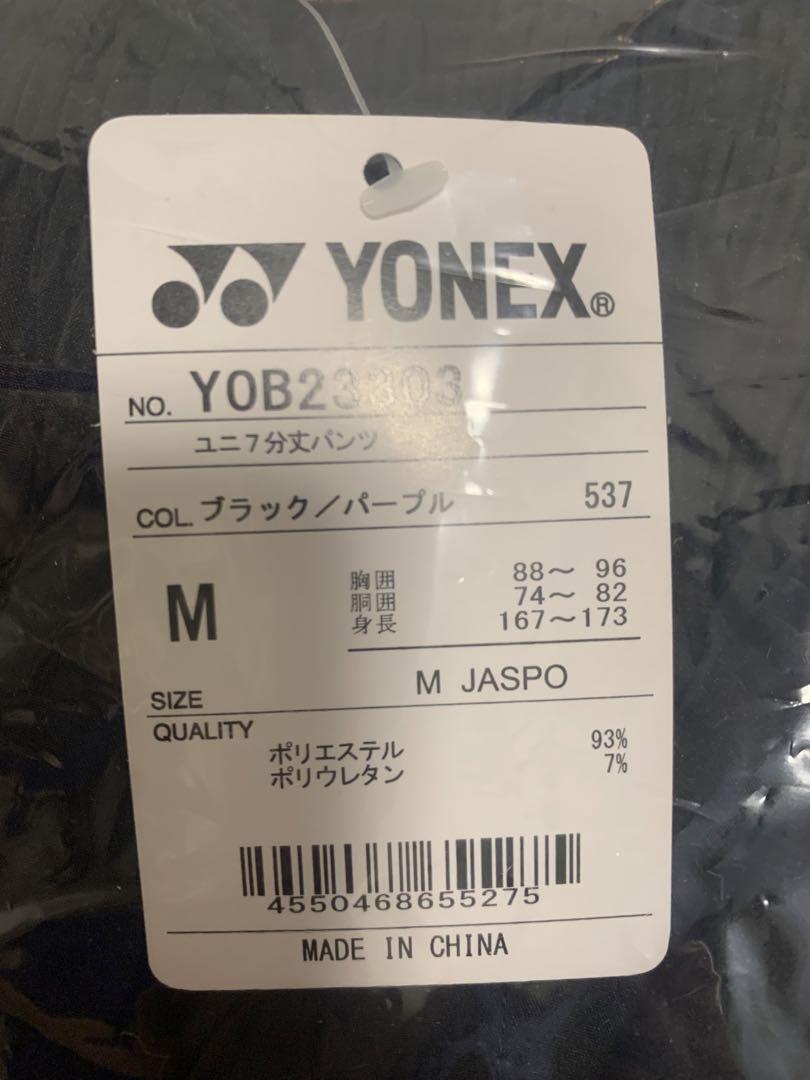 YONEX®
NO. YOB23303
ユニ7分丈パンツ
COL. ブラック/パープル 537
M
胸囲 88~ 96
胴囲 74~ 82
身長 167~173
M JASPO
SIZE
QUALITY
ポリエステル 93%
ポリウレタン 7%
4550468655275
MADE IN CHINA